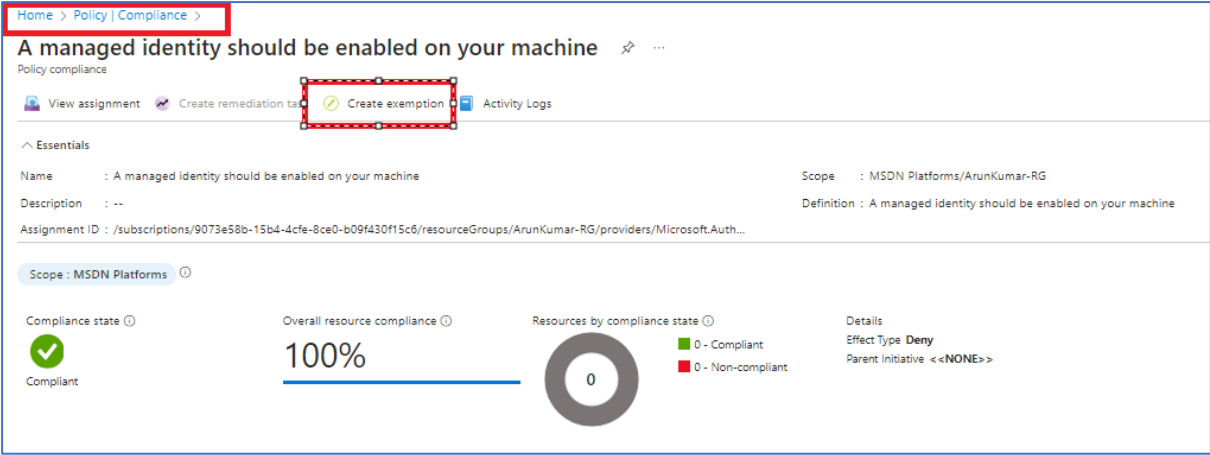 Home > Policy | Compliance >
A managed identity should be enabled on your machine ...
Policy compliance
View assignment Create remediation ta Create exemption Activity Logs
Essentials
Name : A managed identity should be enabled on your machine Scope : MSDN Platforms/ArunKumar-RG
Description : -- Definition : A managed identity should be enabled on your machine
Assignment ID : /subscriptions/9073e58b-15b4-4cfe-8ce0-b09f430f15c6/resourceGroups/ArunKumar-RG/providers/Microsoft.Auth...
Scope : MSDN Platforms
Compliance state Overall resource compliance Resources by compliance state Details
100% 0 - Compliant Effect Type Deny
0 0 - Non-compliant Parent Initiative <<NONE>>
Compliant